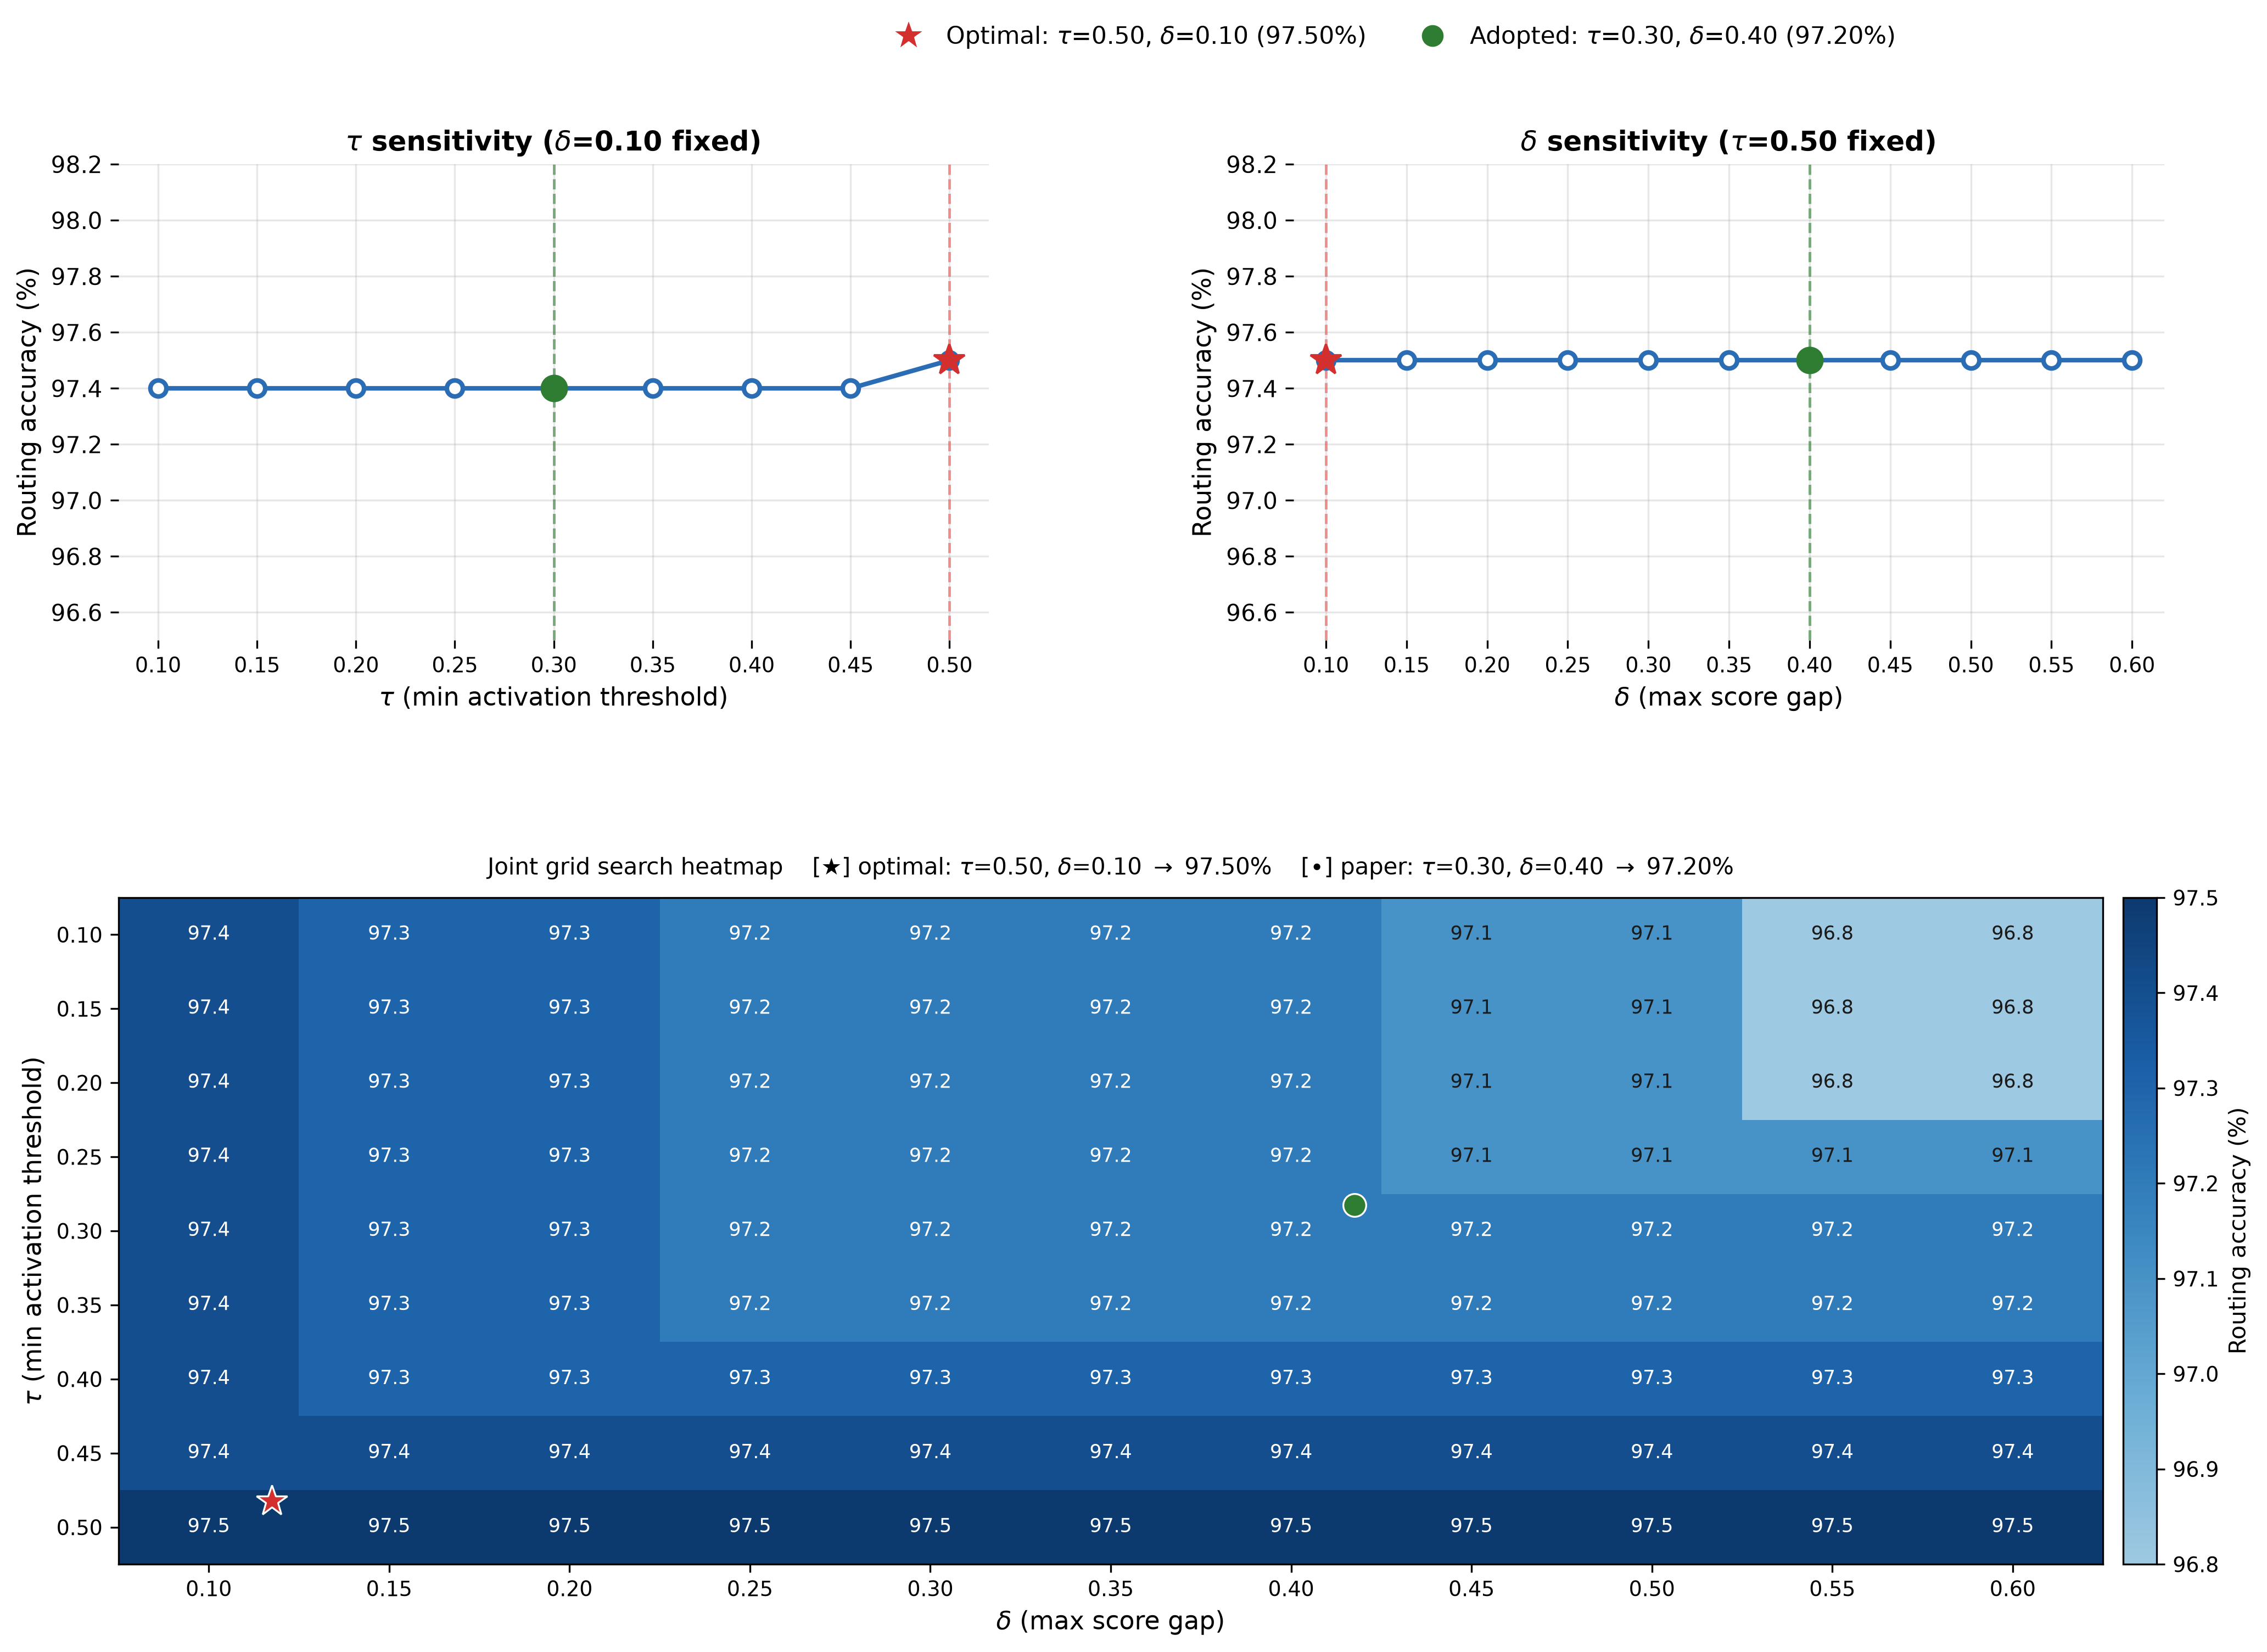 ★ Optimal: τ=0.50, δ=0.10 (97.50%) ● Adopted: τ=0.30, δ=0.40 (97.20%)
τ sensitivity (δ=0.10 fixed)
98.2
98.0
97.8
97.6
97.4
97.2
97.0
96.8
96.6
Routing accuracy (%)
0.10 0.15 0.20 0.25 0.30 0.35 0.40 0.45 0.50
τ (min activation threshold)
δ sensitivity (τ=0.50 fixed)
98.2
98.0
97.8
97.6
97.4
97.2
97.0
96.8
96.6
Routing accuracy (%)
0.10 0.15 0.20 0.25 0.30 0.35 0.40 0.45 0.50 0.55 0.60
δ (max score gap)
Joint grid search heatmap [★] optimal: τ=0.50, δ=0.10 → 97.50% [•] paper: τ=0.30, δ=0.40 → 97.20%
τ (min activation threshold)
0.10 97.4 97.3 97.3 97.2 97.2 97.2 97.2 97.1 97.1 96.8 96.8
0.15 97.4 97.3 97.3 97.2 97.2 97.2 97.2 97.1 97.1 96.8 96.8
0.20 97.4 97.3 97.3 97.2 97.2 97.2 97.2 97.1 97.1 96.8 96.8
0.25 97.4 97.3 97.3 97.2 97.2 97.2 97.2 97.1 97.1 97.1 97.1
0.30 97.4 97.3 97.3 97.2 97.2 97.2 97.2 97.2 97.2 97.2 97.2
0.35 97.4 97.3 97.3 97.2 97.2 97.2 97.2 97.2 97.2 97.2 97.2
0.40 97.4 97.3 97.3 97.3 97.3 97.3 97.3 97.3 97.3 97.3 97.3
0.45 97.4 97.4 97.4 97.4 97.4 97.4 97.4 97.4 97.4 97.4 97.4
0.50 97.5 97.5 97.5 97.5 97.5 97.5 97.5 97.5 97.5 97.5 97.5
0.10 0.15 0.20 0.25 0.30 0.35 0.40 0.45 0.50 0.55 0.60
δ (max score gap)
97.5
97.4
97.3
97.2
97.1
97.0
96.9
96.8
Routing accuracy (%)